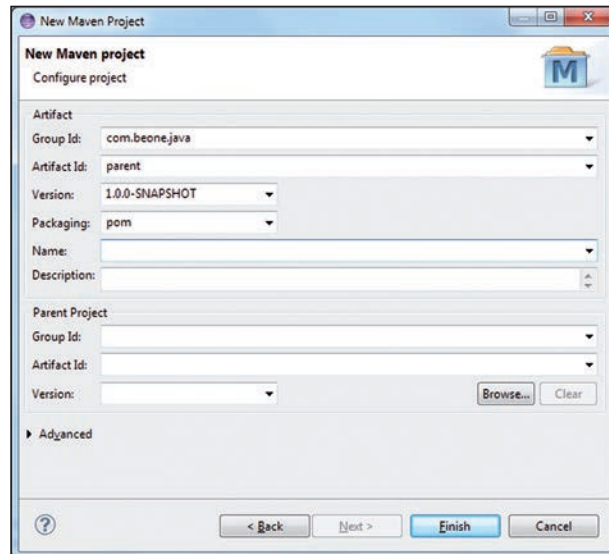 New Maven Project
New Maven project
Configure project
M
Artifact
Group Id: com.beone.java
Artifact Id: parent
Version: 1.0.0-SNAPSHOT
Packaging: pom
Name:
Description:
Parent Project
Group Id:
Artifact Id:
Version: Browse... Clear
Advanced
? < Back Next > Finish Cancel